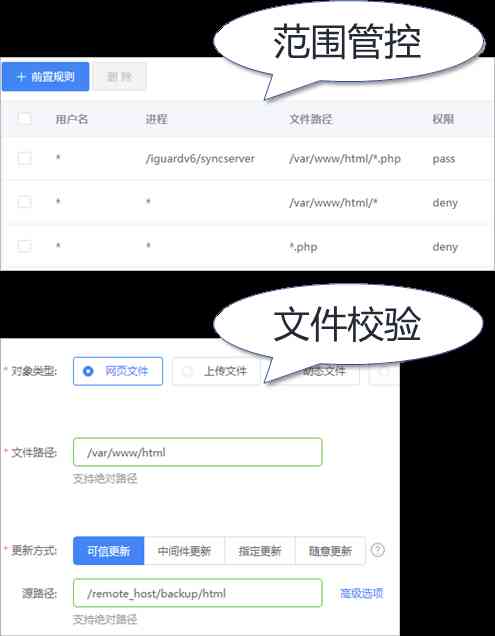 范围管控
+ 前置规则 删 除
用户名 进程 文件路径 权限
* /iguardv6/syncserver /var/www/html/*.php pass
* * /var/www/html/* deny
* * *.php deny
文件校验
* 对象类型: 网页文件 上传文件 动态文件
* 文件路径: /var/www/html
支持绝对路径
* 更新方式: 可信更新 中间件更新 指定更新 随意更新 ?
源路径: /remote_host/backup/html 高级选项
支持绝对路径